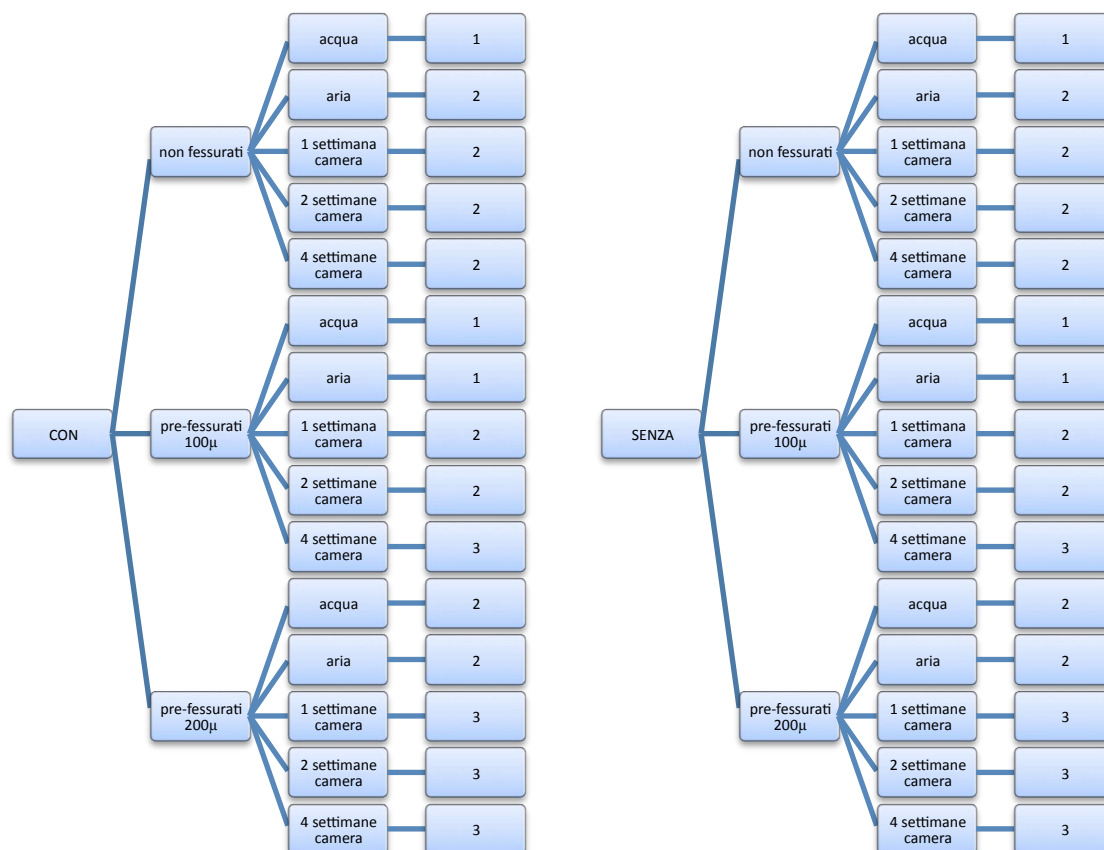 CON
non fessurati
acqua
1
aria
2
1 settimana
camera
2
2 settimane
camera
2
4 settimane
camera
2
pre-fessurati
100μ
acqua
1
aria
1
1 settimana
camera
2
2 settimane
camera
2
4 settimane
camera
3
pre-fessurati
200μ
acqua
2
aria
2
1 settimana
camera
3
2 settimane
camera
3
4 settimane
camera
3
SENZA
non fessurati
acqua
1
aria
2
1 settimana
camera
2
2 settimane
camera
2
4 settimane
camera
2
pre-fessurati
100μ
acqua
1
aria
1
1 settimana
camera
2
2 settimane
camera
2
4 settimane
camera
3
pre-fessurati
200μ
acqua
2
aria
2
1 settimana
camera
3
2 settimane
camera
3
4 settimane
camera
3